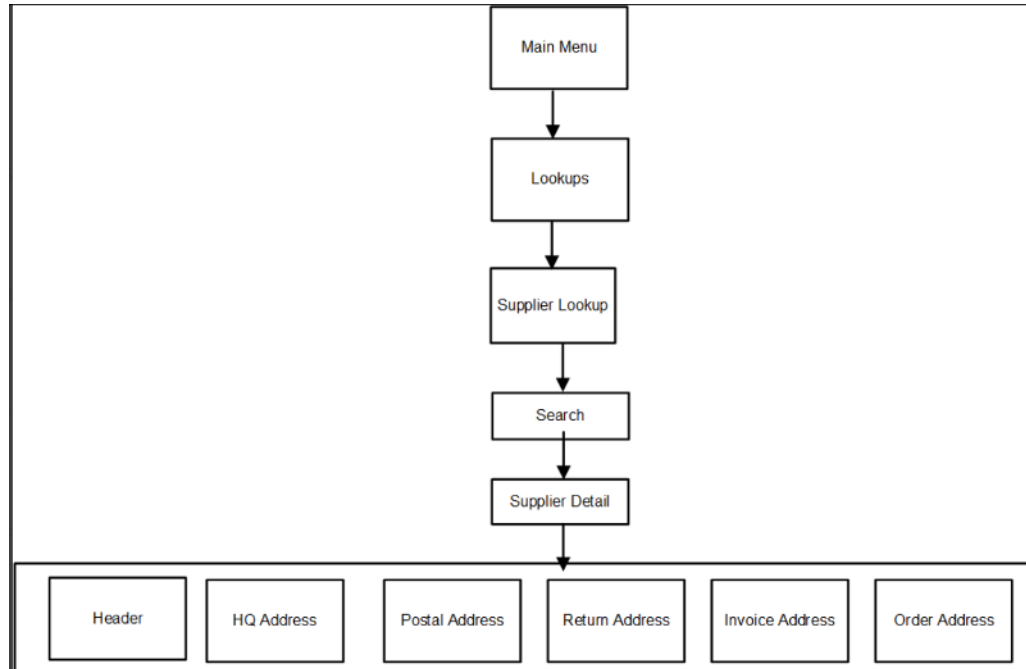 Main Menu
Lookups
Supplier Lookup
Search
Supplier Detail
Header
HQ Address
Postal Address
Return Address
Invoice Address
Order Address